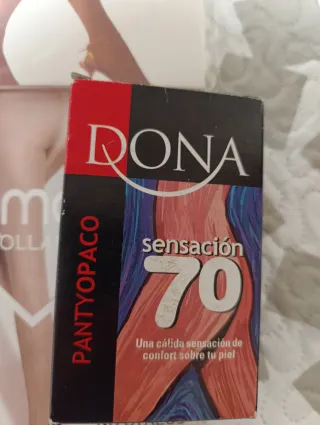 DONA
PANTYOPACO
sensación
70
Una cálida sensación de
confort sobre tu piel